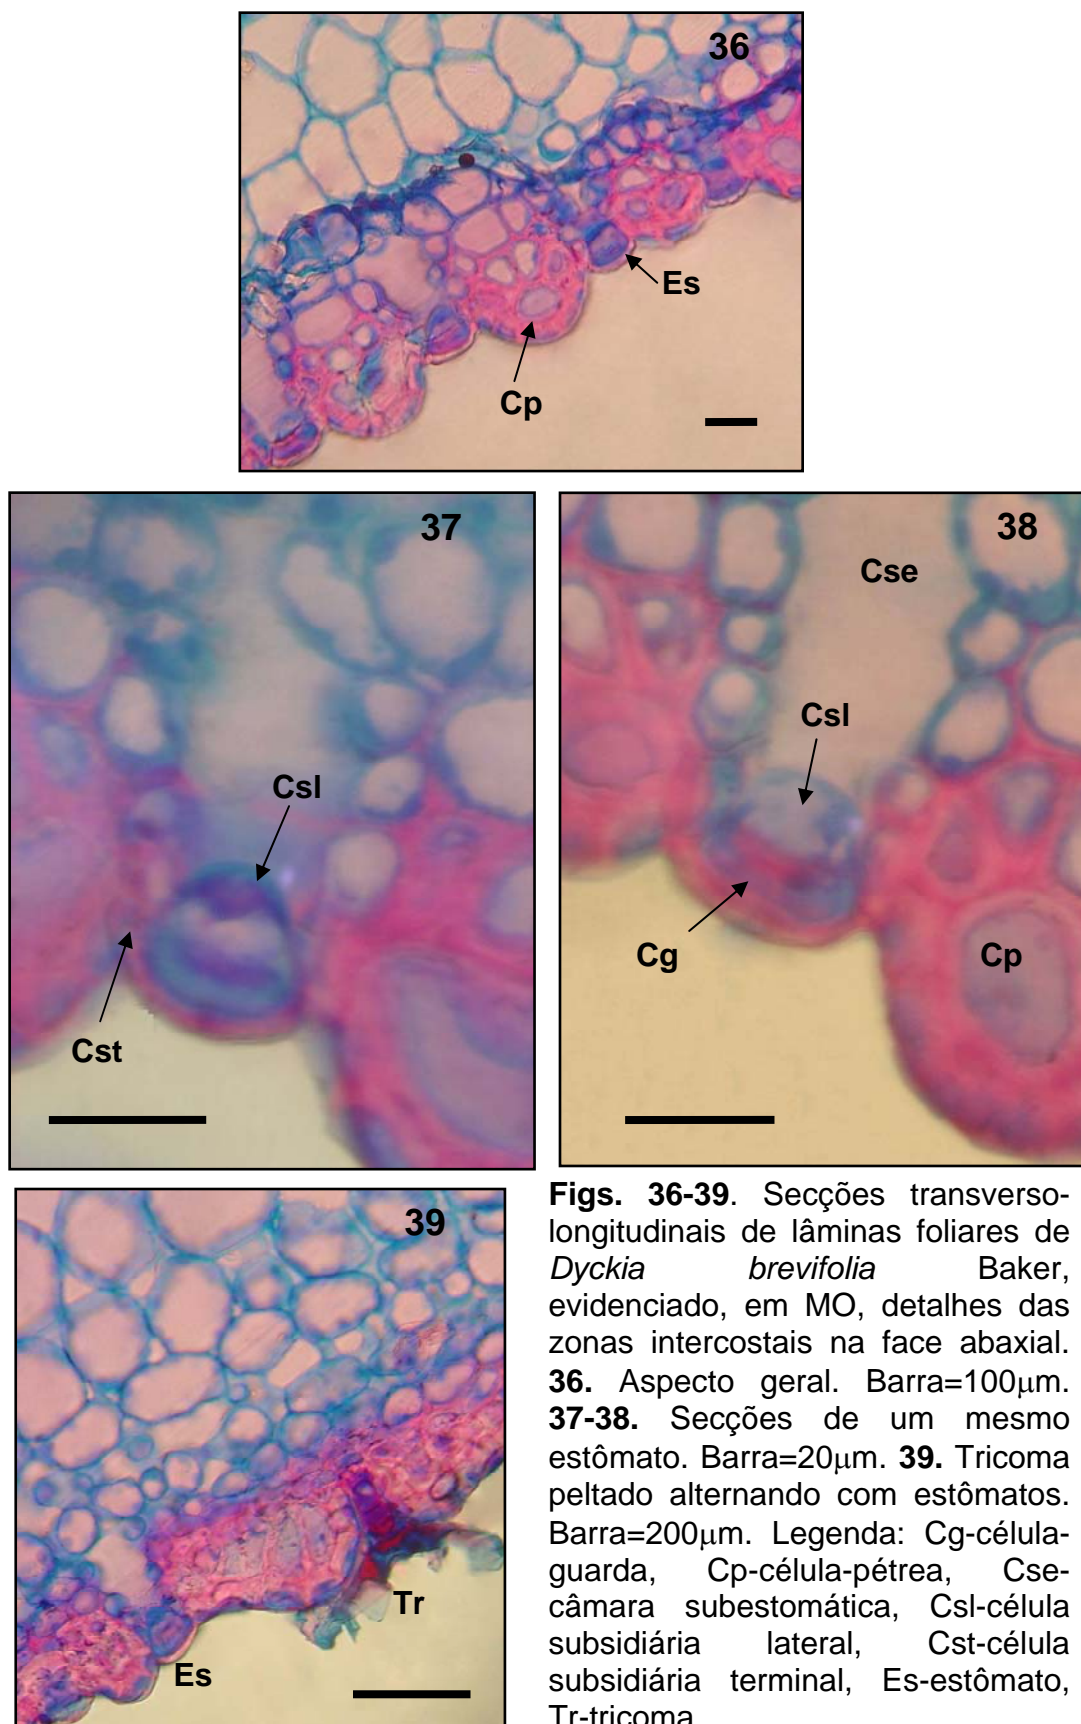 36
Es
Cp
37
Csl
Cst
38
Cse
Csl
Cg
Cp
39
Tr
Es
Figs. 36-39. Secções transverso-
longitudinais de lâminas foliares de
Dyckia brevifolia Baker,
evidenciado, em MO, detalhes das
zonas intercostais na face abaxial.
36. Aspecto geral. Barra=100μm.
37-38. Secções de um mesmo
estômato. Barra=20μm. 39. Tricoma
peltado alternando com estômatos.
Barra=200μm. Legenda: Cg-célula-
guarda, Cp-célula-pétrea, Cse-
câmara subestomática, Csl-célula
subsidiária lateral, Cst-célula
subsidiária terminal, Es-estômato,
Tr-tricoma